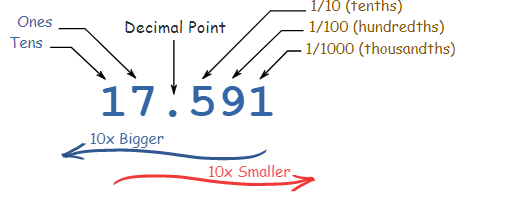 1/10 (tenths)
Ones
Decimal Point
1/100 (hundredths)
Tens
1/1000 (thousandths)
17.591
10x Bigger
10x Smaller